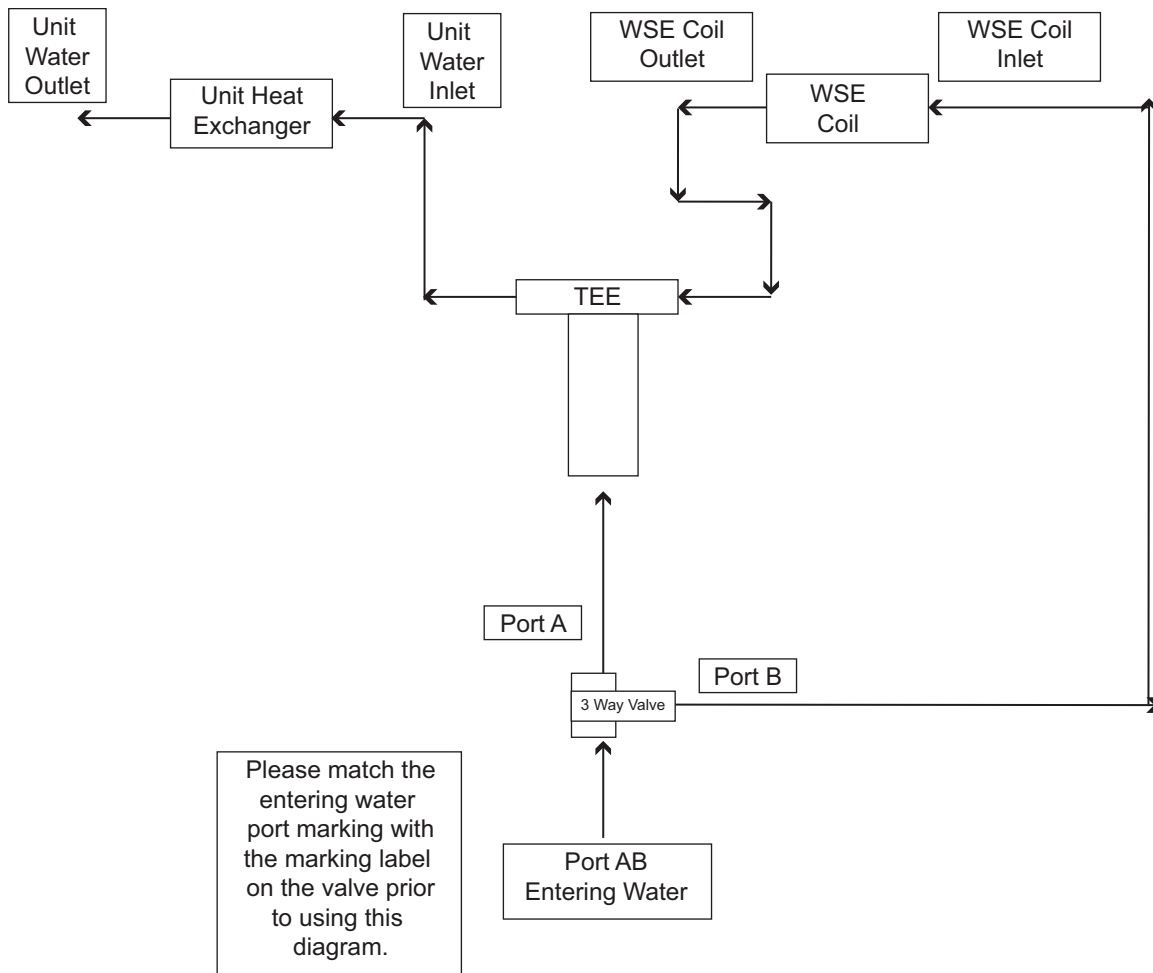 Unit
Water
Outlet
Unit Heat
Exchanger
Unit
Water
Inlet
WSE Coil
Outlet
WSE
Coil
WSE Coil
Inlet
TEE
Port A
Port B
3 Way Valve
Please match the
entering water
port marking with
the marking label
on the valve prior
to using this
diagram.
Port AB
Entering Water